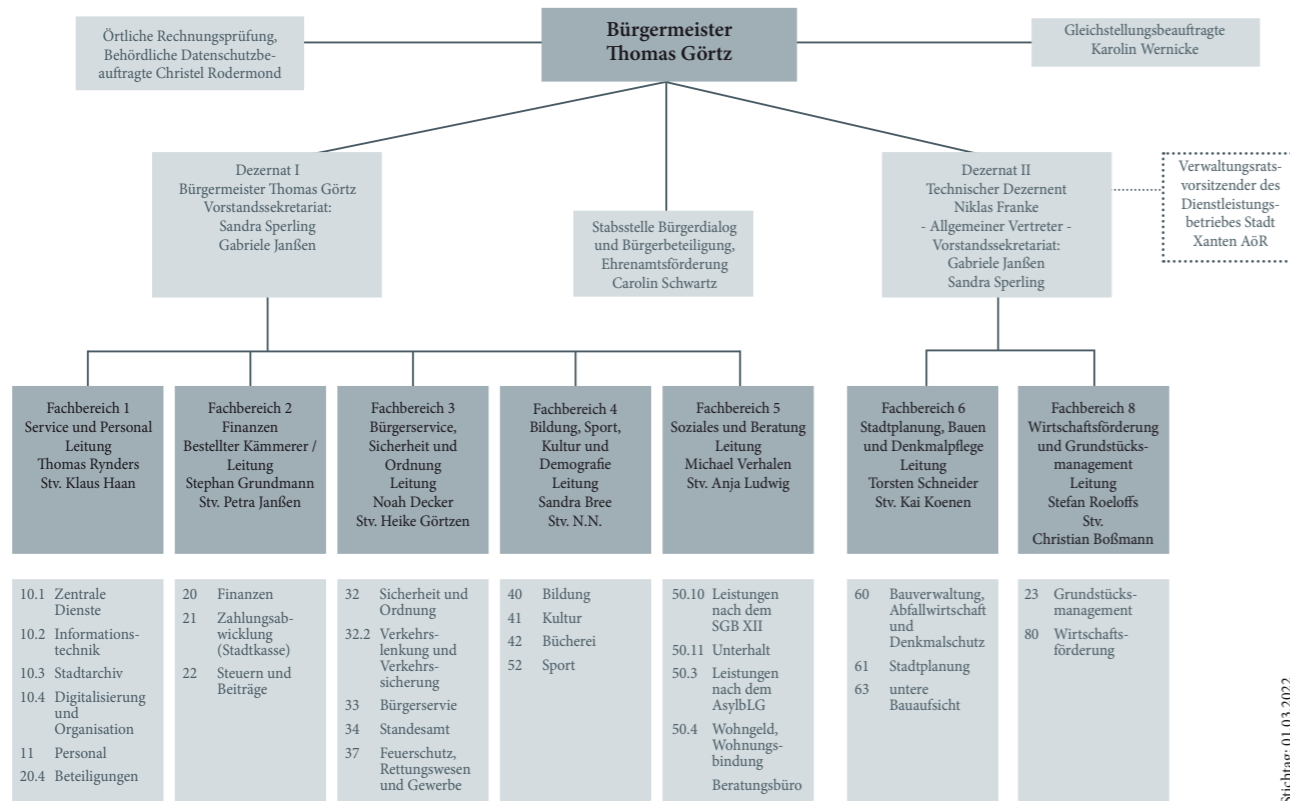 Örtliche Rechnungsprüfung,
Behördliche Datenschutzbe-
auftragte Christel Rodermond
Bürgermeister
Thomas Görtz
Gleichstellungsbeauftragte
Karolin Wernicke
Dezernat I
Bürgermeister Thomas Görtz
Vorstandssekretariat:
Sandra Sperling
Gabriele Janßen
Stabsstelle Bürgerdialog
und Bürgerbeteiligung,
Ehrenamtsförderung
Carolin Schwartz
Dezernat II
Technischer Dezernent
Niklas Franke
- Allgemeiner Vertreter -
Vorstandssekretariat:
Gabriele Janßen
Sandra Sperling
Verwaltungsrats-
vorsitzender des
Dienstleistungs-
betriebes Stadt
Xanten AöR
Fachbereich 1
Service und Personal
Leitung
Thomas Rynders
Stv. Klaus Haan
Fachbereich 2
Finanzen
Bestellter Kämmerer /
Leitung
Stephan Grundmann
Stv. Petra Janßen
Fachbereich 3
Bürgerservice,
Sicherheit und
Ordnung
Leitung
Noah Decker
Stv. Heike Görtzen
Fachbereich 4
Bildung, Sport,
Kultur und
Demografie
Leitung
Sandra Bree
Stv. N.N.
Fachbereich 5
Soziales und Beratung
Leitung
Michael Verhalen
Stv. Anja Ludwig
Fachbereich 6
Stadtplanung, Bauen
und Denkmalpflege
Leitung
Torsten Schneider
Stv. Kai Koenen
Fachbereich 8
Wirtschaftsförderung
und Grundstücks-
management
Leitung
Stefan Roeloffs
Stv.
Christian Boßmann
10.1 Zentrale
Dienste
10.2 Informations-
technik
10.3 Stadtarchiv
10.4 Digitalisierung
und
Organisation
11 Personal
20.4 Beteiligungen
20 Finanzen
21 Zahlungsab-
wicklung
(Stadtkasse)
22 Steuern und
Beiträge
32 Sicherheit und
Ordnung
32.2 Verkehrs-
lenkung und
Verkehrs-
sicherung
33 Bürgerservie
34 Standesamt
37 Feuerschutz,
Rettungswesen
und Gewerbe
40 Bildung
41 Kultur
42 Bücherei
52 Sport
50.10 Leistungen
nach dem
SGB XII
50.11 Unterhalt
50.3 Leistungen
nach dem
AsylbLG
50.4 Wohngeld,
Wohnungs-
bindung
Beratungsbüro
60 Bauverwaltung,
Abfallwirtschaft
und
Denkmalschutz
61 Stadtplanung
63 untere
Bauaufsicht
23 Grundstücks-
management
80 Wirtschafts-
förderung
Stichtag: 01.03.2022